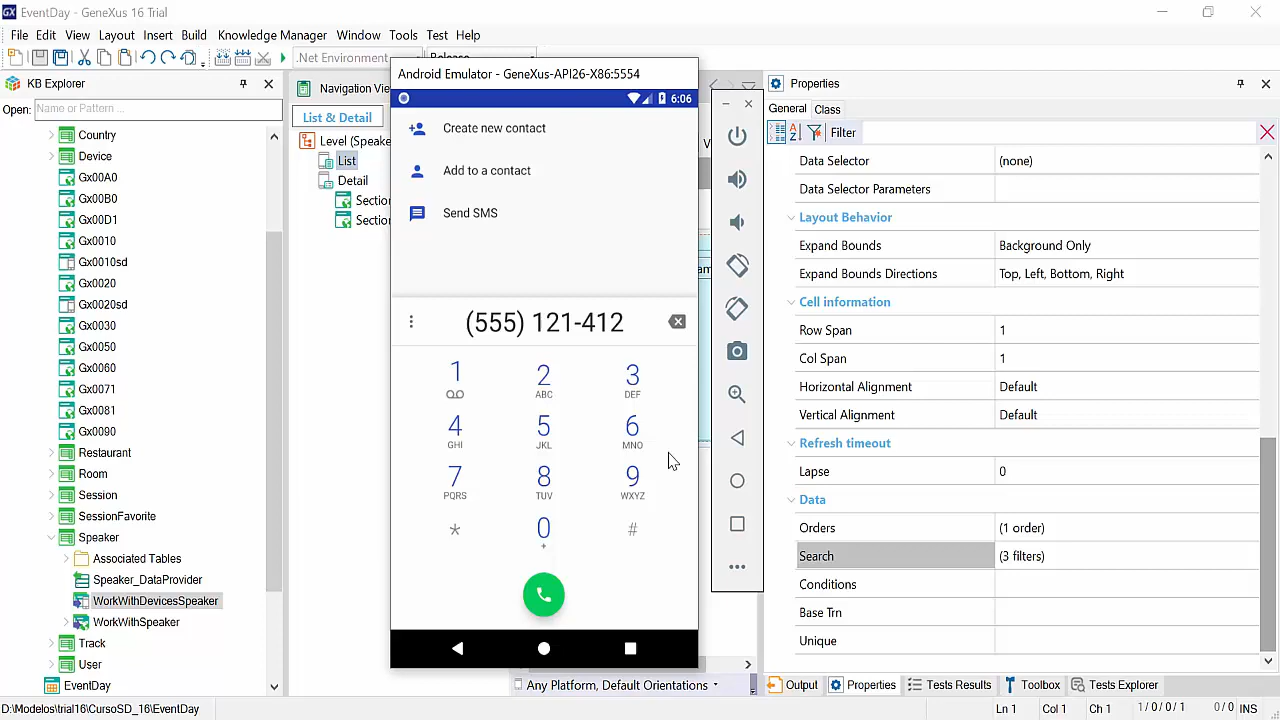 EventDay - GeneXus 16 Trial
File Edit View Layout Insert Build Knowledge Manager Window Tools Test Help
.Net Environment Release
KB Explorer
Open: Name or Pattern ...
Country
Device
Gx00A0
Gx00B0
Gx00D1
Gx0010
Gx0010sd
Gx0020
Gx0020sd
Gx0030
Gx0050
Gx0060
Gx0071
Gx0081
Gx0090
Restaurant
Room
Session
SessionFavorite
Speaker
Associated Tables
Speaker_DataProvider
WorkWithDevicesSpeaker
WorkWithSpeaker
Track
User
EventDay
Navigation Vie
List & Detail
Level (Speake
List
Detail
Section
Section
Android Emulator - GeneXus-API26-X86:5554
6:06
Create new contact
Add to a contact
Send SMS
(555) 121-412
1 2 3
ABC DEF
4 5 6
GHI JKL MNO
7 8 9
PQRS TUV WXYZ
* 0 #
+
Any Platform, Default Orientations
Properties
General Class
Filter
Data Selector (none)
Data Selector Parameters
Layout Behavior
Expand Bounds Background Only
Expand Bounds Directions Top, Left, Bottom, Right
Cell information
Row Span 1
Col Span 1
Horizontal Alignment Default
Vertical Alignment Default
Refresh timeout
Lapse 0
Data
Orders (1 order)
Search (3 filters)
Conditions
Base Trn
Unique
Output Properties Test Results Toolbox Tests Explorer
D:\Modelos\trial16\CursoSD_16\EventDay Ln 1 Col 1 Ch 1 1/0/0/1 0/0 INS